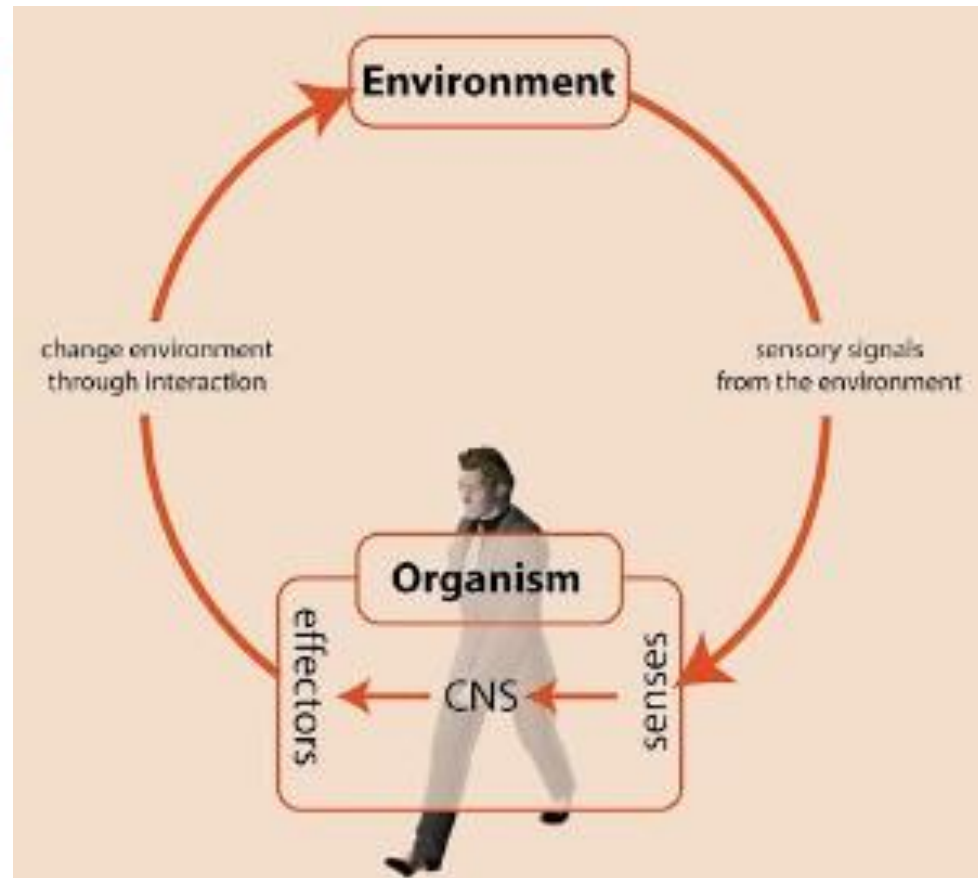 Environment
change environment
through interaction
sensory signals
from the environment
Organism
effectors
CNS
senses